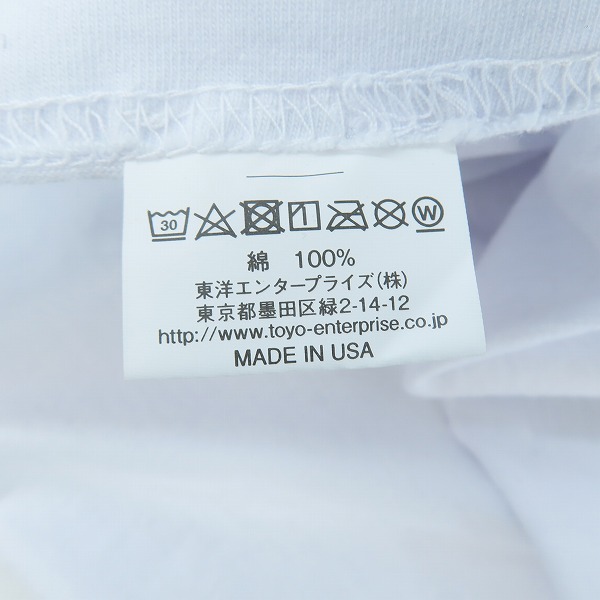 30 W
綿 100%
東洋エンタープライズ(株)
東京都墨田区緑2-14-12
http://www.toyo-enterprise.co.jp
MADE IN USA